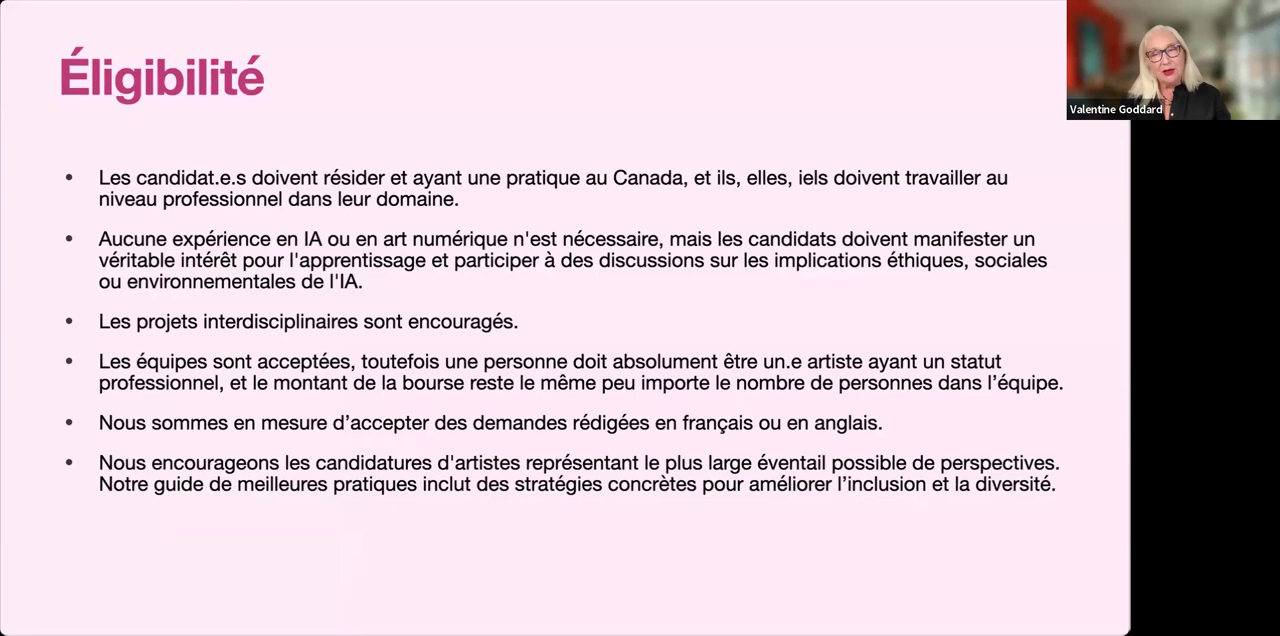 Éligibilité
Valentine Goddard
• Les candidat.e.s doivent résider et ayant une pratique au Canada, et ils, elles, iels doivent travailler au
niveau professionnel dans leur domaine.
• Aucune expérience en IA ou en art numérique n'est nécessaire, mais les candidats doivent manifester un
véritable intérêt pour l'apprentissage et participer à des discussions sur les implications éthiques, sociales
ou environnementales de l'IA.
• Les projets interdisciplinaires sont encouragés.
• Les équipes sont acceptées, toutefois une personne doit absolument être un.e artiste ayant un statut
professionnel, et le montant de la bourse reste le même peu importe le nombre de personnes dans l’équipe.
• Nous sommes en mesure d’accepter des demandes rédigées en français ou en anglais.
• Nous encourageons les candidatures d'artistes représentant le plus large éventail possible de perspectives.
Notre guide de meilleures pratiques inclut des stratégies concrètes pour améliorer l’inclusion et la diversité.